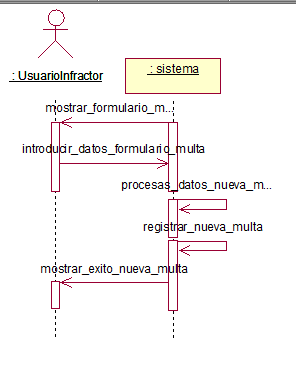 : UsuarioInfractor
: sistema
mostrar_formulario_m...
introducir_datos_formulario_multa
procesas_datos_nueva_m...
registrar_nueva_multa
mostrar_exito_nueva_multa